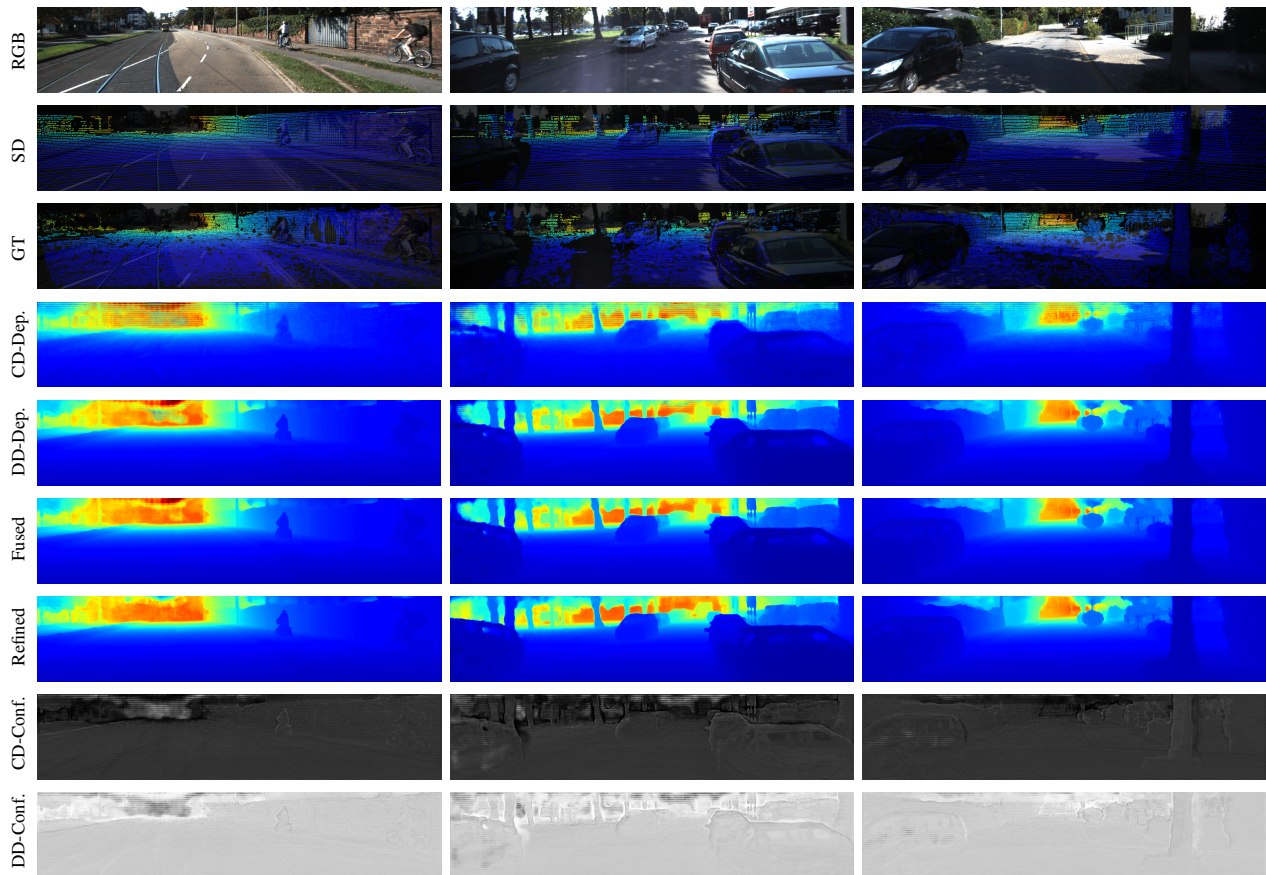 RGB
SD
GT
CD-Dep.
DD-Dep.
Fused
Refined
CD-Conf.
DD-Conf.